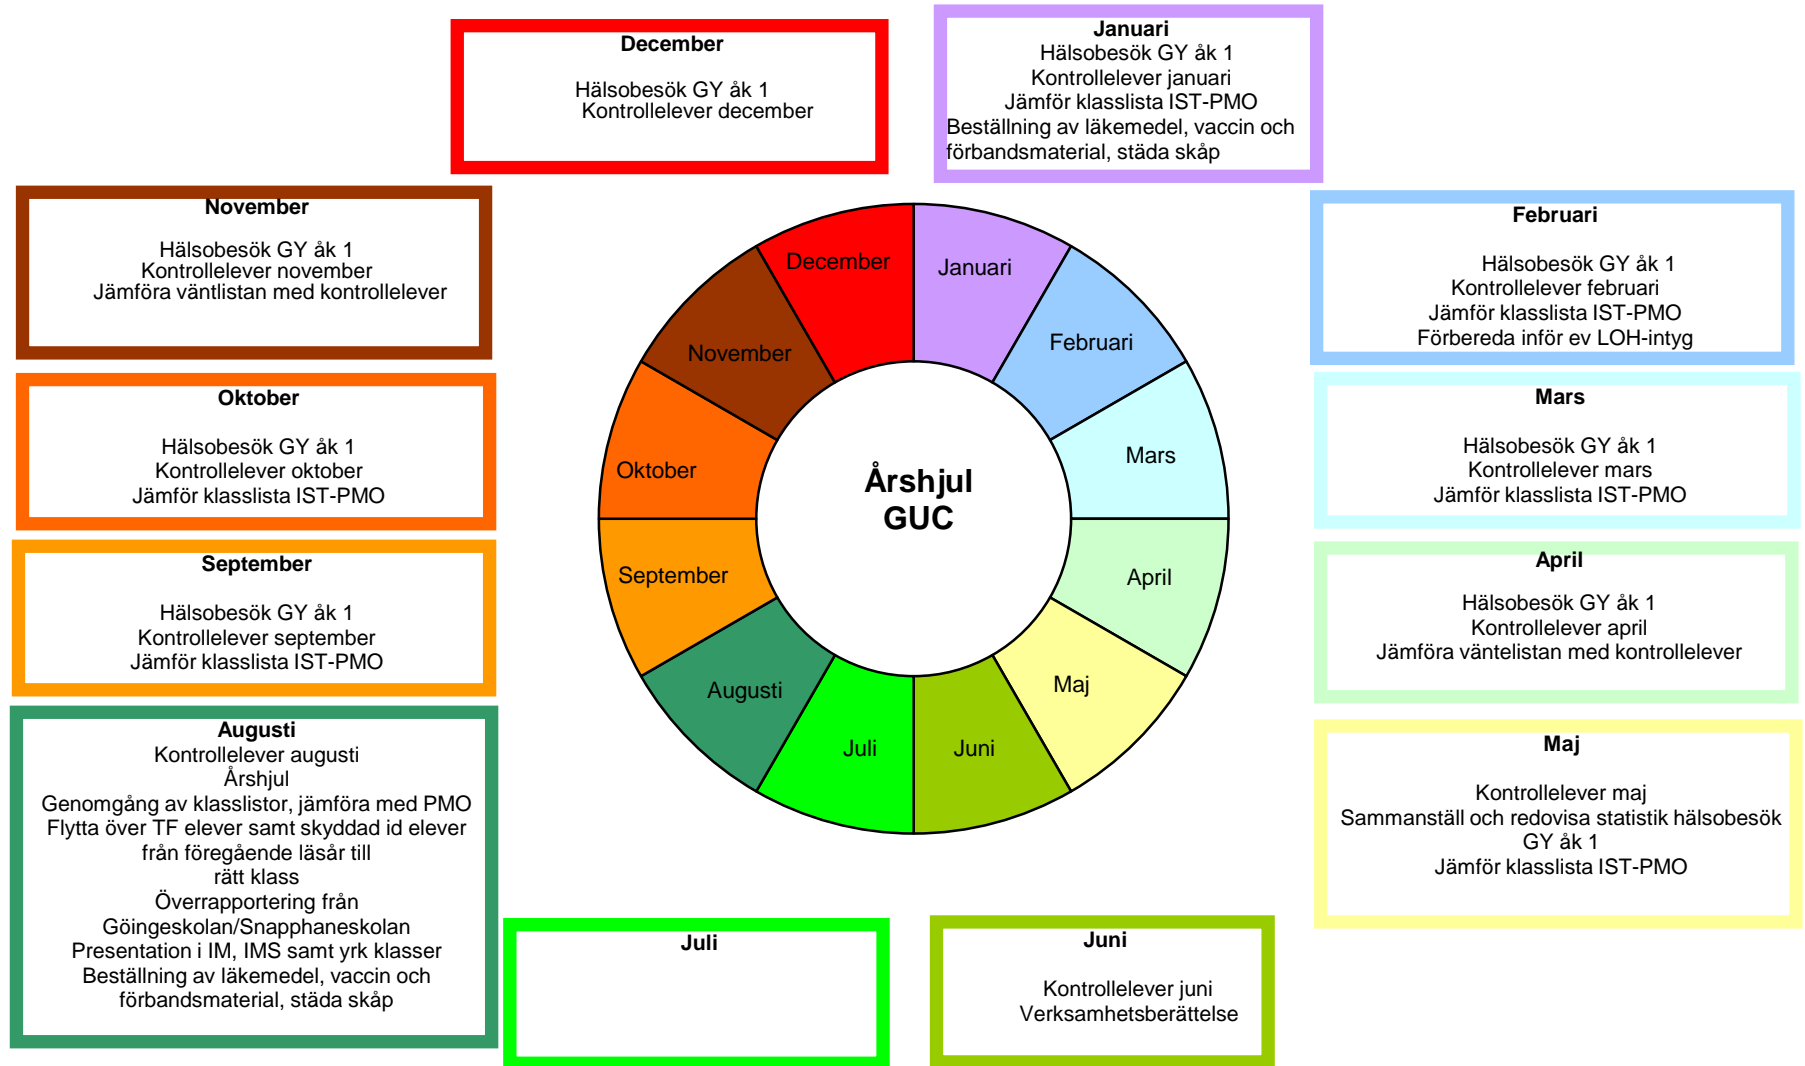 December
Hälsobesök GY åk 1
Kontrollelever december
Januari
Hälsobesök GY åk 1
Kontrollelever januari
Jämför klasslista IST-PMO
Beställning av läkemedel, vaccin och
förbandsmaterial, städa skåp
November
Hälsobesök GY åk 1
Kontrollelever november
Jämföra väntlistan med kontrollelever
Februari
Hälsobesök GY åk 1
Kontrollelever februari
Jämför klasslista IST-PMO
Förbereda inför ev LOH-intyg
Oktober
Hälsobesök GY åk 1
Kontrollelever oktober
Jämför klasslista IST-PMO
Mars
Hälsobesök GY åk 1
Kontrollelever mars
Jämför klasslista IST-PMO
September
Hälsobesök GY åk 1
Kontrollelever september
Jämför klasslista IST-PMO
April
Hälsobesök GY åk 1
Kontrollelever april
Jämföra väntelistan med kontrollelever
Augusti
Kontrollelever augusti
Årshjul
Genomgång av klasslistor, jämföra med PMO
Flytta över TF elever samt skyddad id elever
från föregående läsår till
rätt klass
Överrapportering från
Göingeskolan/Snapphaneskolan
Presentation i IM, IMS samt yrk klasser
Beställning av läkemedel, vaccin och
förbandsmaterial, städa skåp
Maj
Kontrollelever maj
Sammanställ och redovisa statistik hälsobesök
GY åk 1
Jämför klasslista IST-PMO
Juli
Juni
Kontrollelever juni
Verksamhetsberättelse
Årshjul
GUC
Januari
Februari
Mars
April
Maj
Juni
Juli
Augusti
September
Oktober
November
December